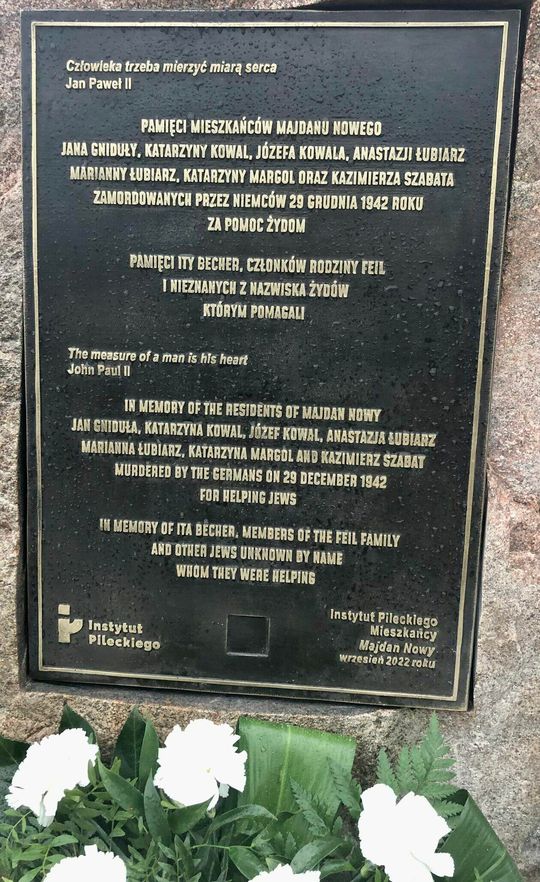 Człowieka trzeba mierzyć miarą serca
Jan Paweł II
PAMIĘCI MIESZKAŃCÓW MAJDANU NOWEGO
JANA GNIDUŁY, KATARZYNY KOWAL, JÓZEFA KOWALA, ANASTAZJI ŁUBIARZ
MARIANNY ŁUBIARZ, KATARZYNY MARGOL ORAZ KAZIMIERZA SZABATA
ZAMORDOWANYCH PRZEZ NIEMCÓW 29 GRUDNIA 1942 ROKU
ZA POMOC ŻYDOM
PAMIĘCI ITY BECHER, CZŁONKÓW RODZINY FEIL
I NIEZNANYCH Z NAZWISKA ŻYDÓW
KTÓRYM POMAGALI
The measure of a man is his heart
John Paul II
IN MEMORY OF THE RESIDENTS OF MAJDAN NOWY
JAN GNIDUŁA, KATARZYNA KOWAL, JÓZEF KOWAL, ANASTAZJA ŁUBIARZ
MARIANNA ŁUBIARZ, KATARZYNA MARGOL AND KAZIMIERZ SZABAT
MURDERED BY THE GERMANS ON 29 DECEMBER 1942
FOR HELPING JEWS
IN MEMORY OF ITA BECHER, MEMBERS OF THE FEIL FAMILY
AND OTHER JEWS UNKNOWN BY NAME
WHOM THEY WERE HELPING
Instytut
Pileckiego
Instytut Pileckiego
Mieszkańcy
Majdan Nowy
wrzesień 2022 roku